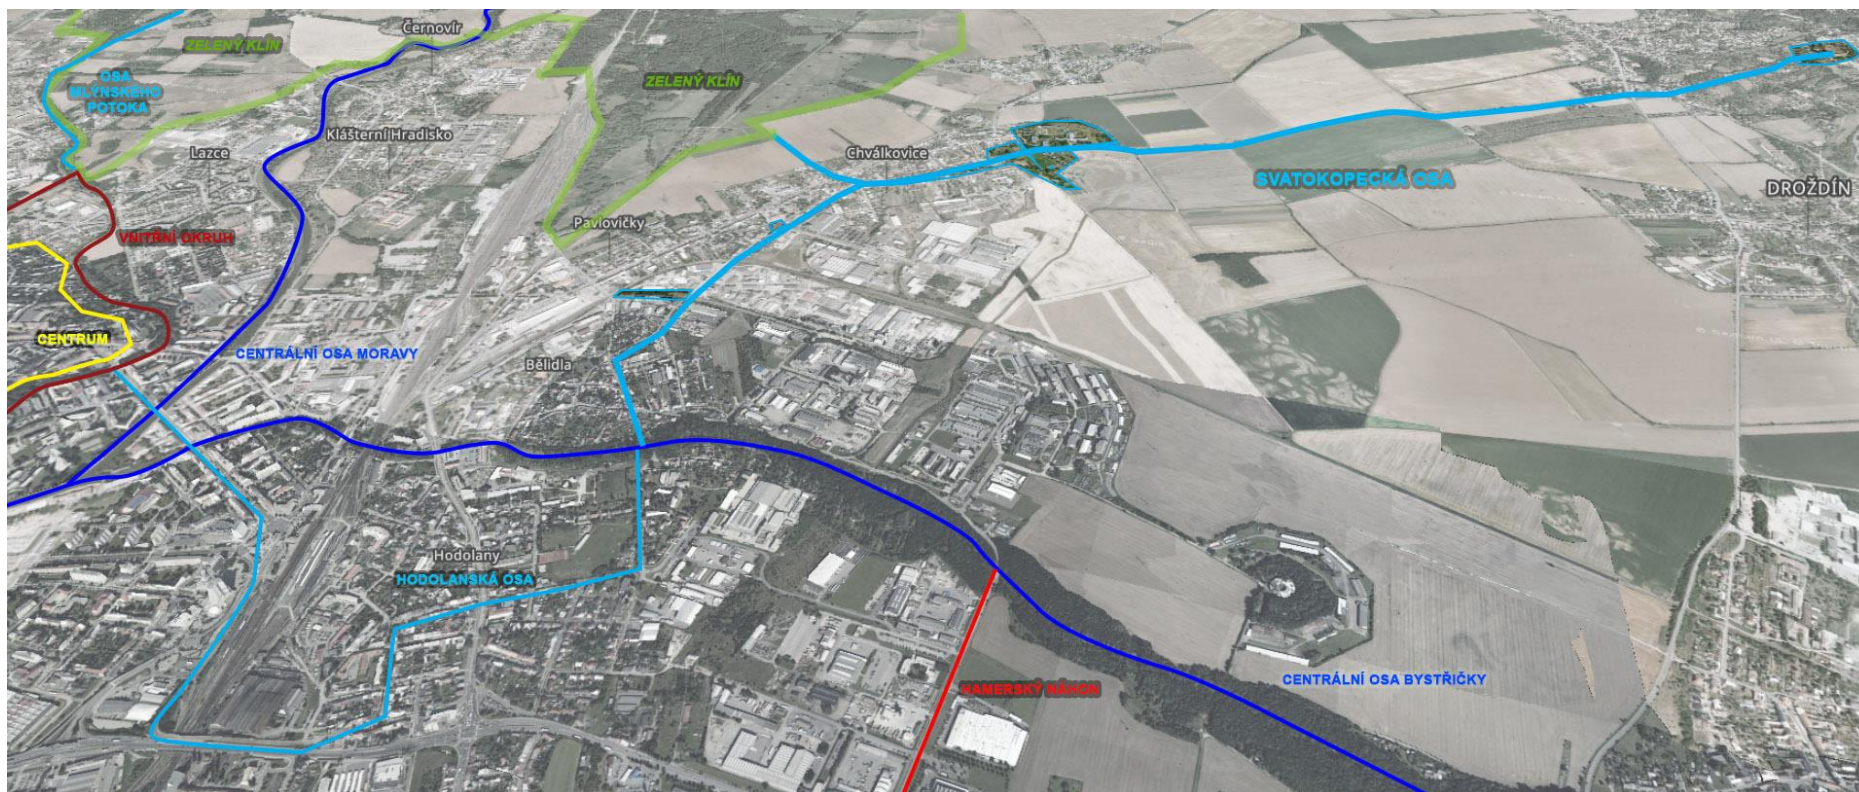 Černovír
ZELENÝ KLÍN
ZELENÝ KLÍN
OSA
MLÝNSKÉHO
POTOKA
Klášterní Hradisko
Lazce
Chválkovice
SVATOKOPECKÁ OSA
DROŽDÍN
Pavlovičky
VNITŘNÍ OKRUH
CENTRUM
CENTRÁLNÍ OSA MORAVY
Bělidla
Hodolany
HODOLANSKÁ OSA
HAMERSKÝ NÁHON
CENTRÁLNÍ OSA BYSTŘIČKY